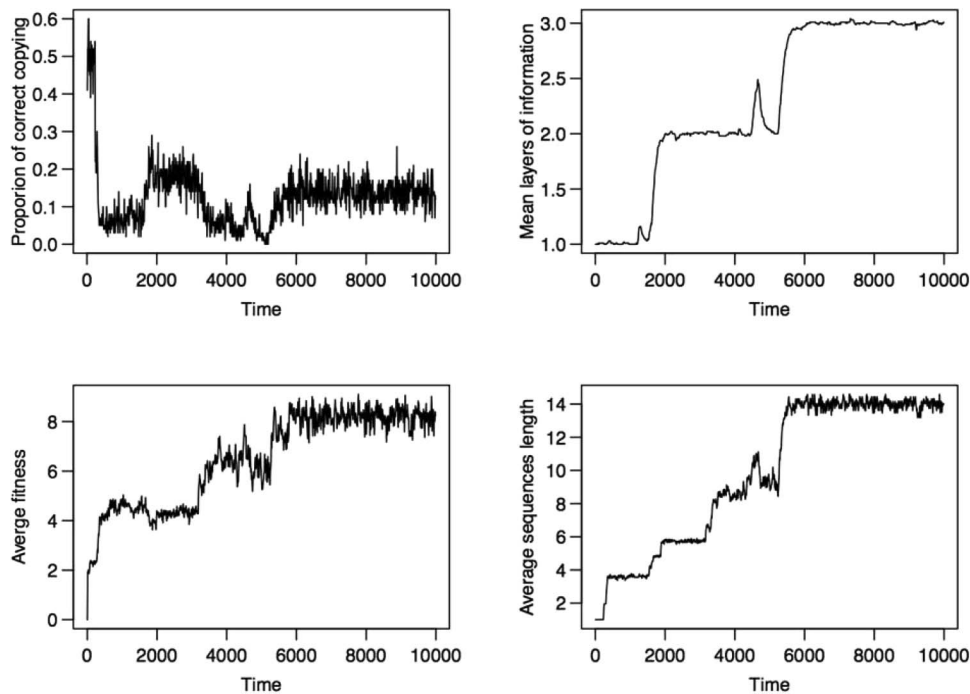 Proporion of correct copying
0.6
0.5
0.4
0.3
0.2
0.1
0.0
0 2000 4000 6000 8000 10000
Time
Mean layers of information
3.0
2.5
2.0
1.5
1.0
0 2000 4000 6000 8000 10000
Time
Averge fitness
8
6
4
2
0
0 2000 4000 6000 8000 10000
Time
Average sequences length
14
12
10
8
6
4
2
0 2000 4000 6000 8000 10000
Time